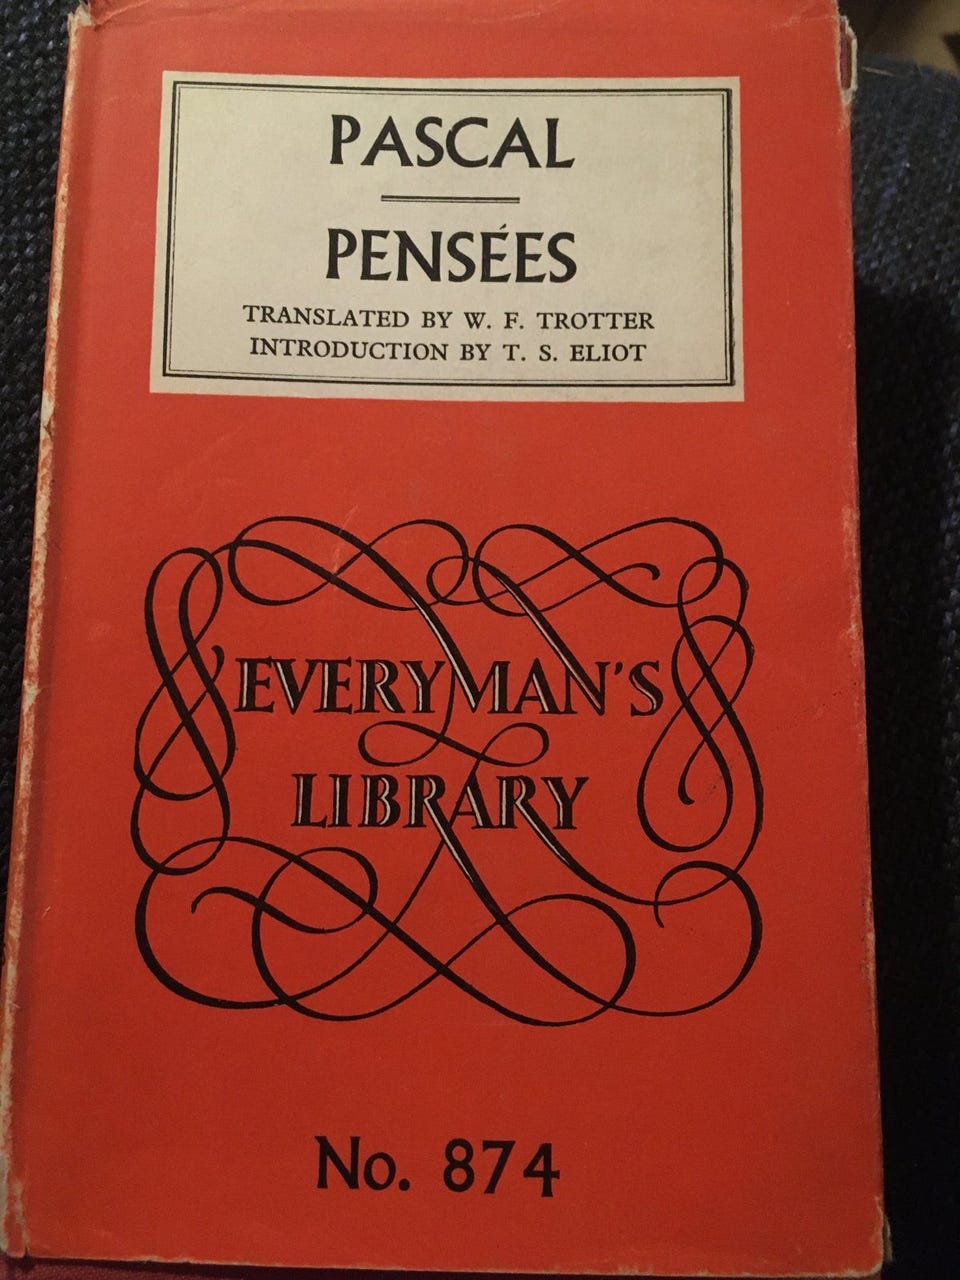 PASCAL
PENSÉES
TRANSLATED BY W. F. TROTTER
INTRODUCTION BY T. S. ELIOT
EVERYMAN'S
LIBRARY
No. 874